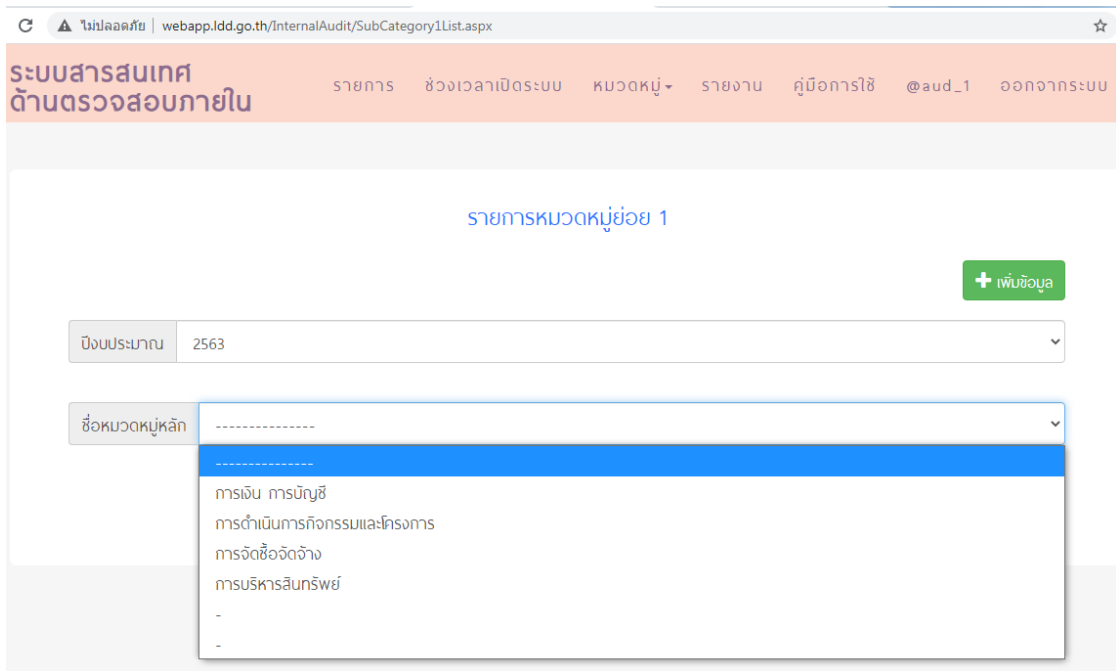 ไม่ปลอดภัย | webapp.ldd.go.th/InternalAudit/SubCategory1List.aspx
ระบบสารสนเทศ
ด้านตรวจสอบภายใน
รายการ ช่วงเวลาเปิดระบบ หมวดหมู่ รายงาน คู่มือการใช้ @aud_1 ออกจากระบบ
รายการหมวดหมู่ย่อย 1
+ เพิ่มข้อมูล
ปีงบประมาณ 2563
ชื่อหมวดหมู่หลัก ---------------
---------------
การเงิน การบัญชี
การดำเนินการกิจกรรมและโครงการ
การจัดซื้อจัดจ้าง
การบริหารสินทรัพย์
-
-